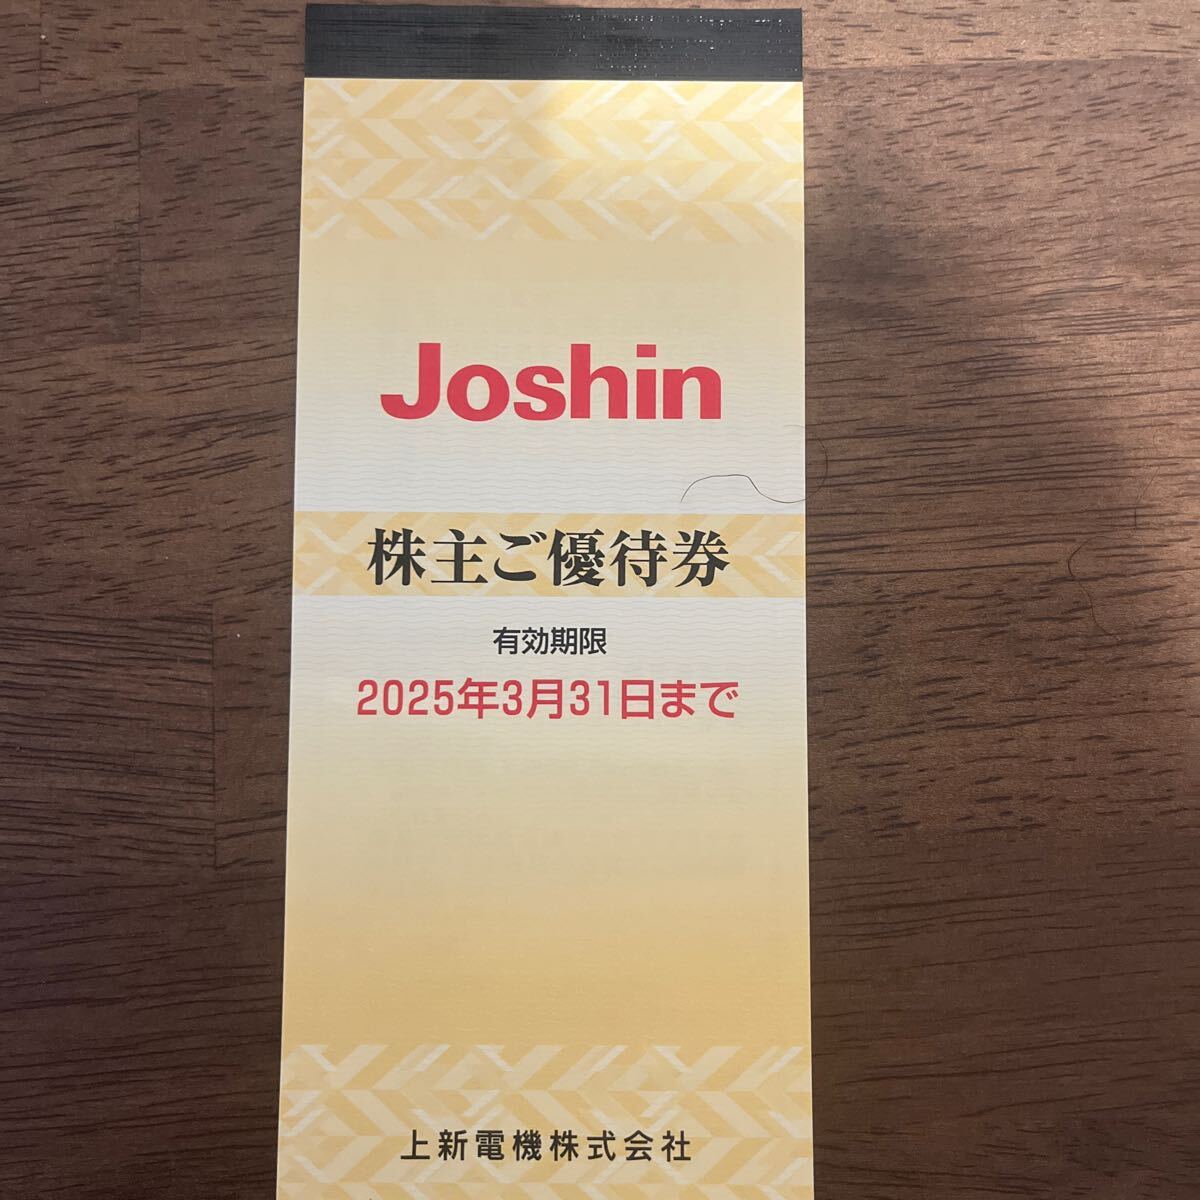 Joshin
株主ご優待券
有効期限
2025年3月31日まで
上新電機株式会社